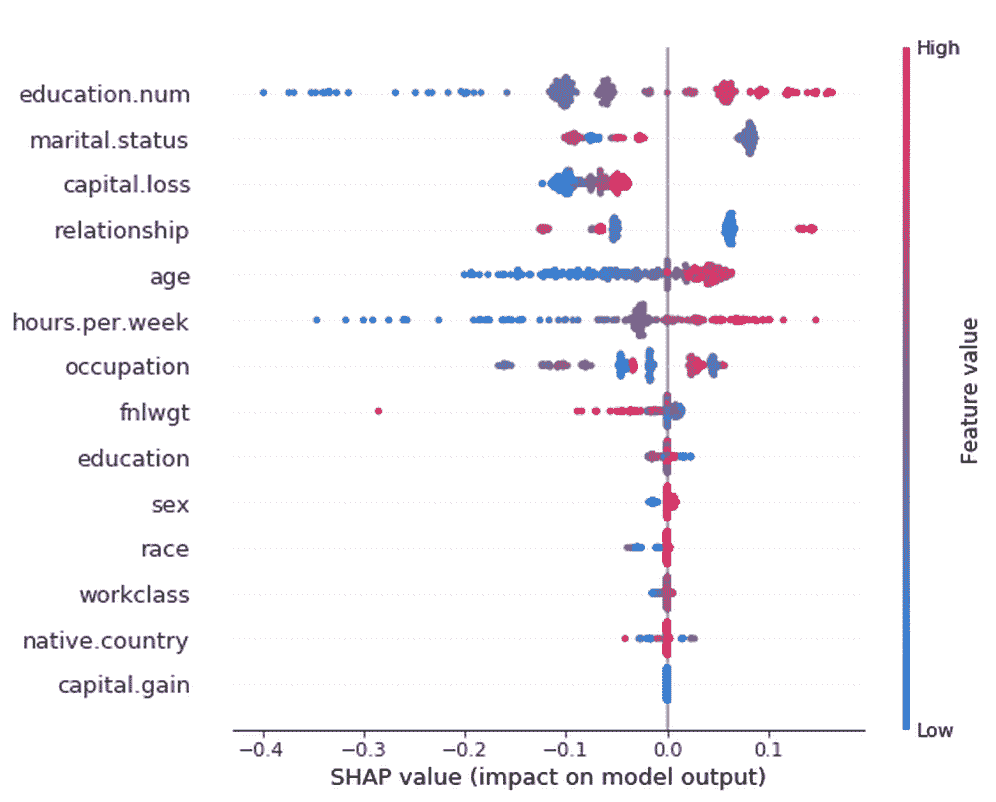 High
education.num
marital.status
capital.loss
relationship
age
hours.per.week
occupation
fnlwgt
education
sex
race
workclass
native.country
capital.gain
Feature value
Low
−0.4 −0.3 −0.2 −0.1 0.0 0.1
SHAP value (impact on model output)